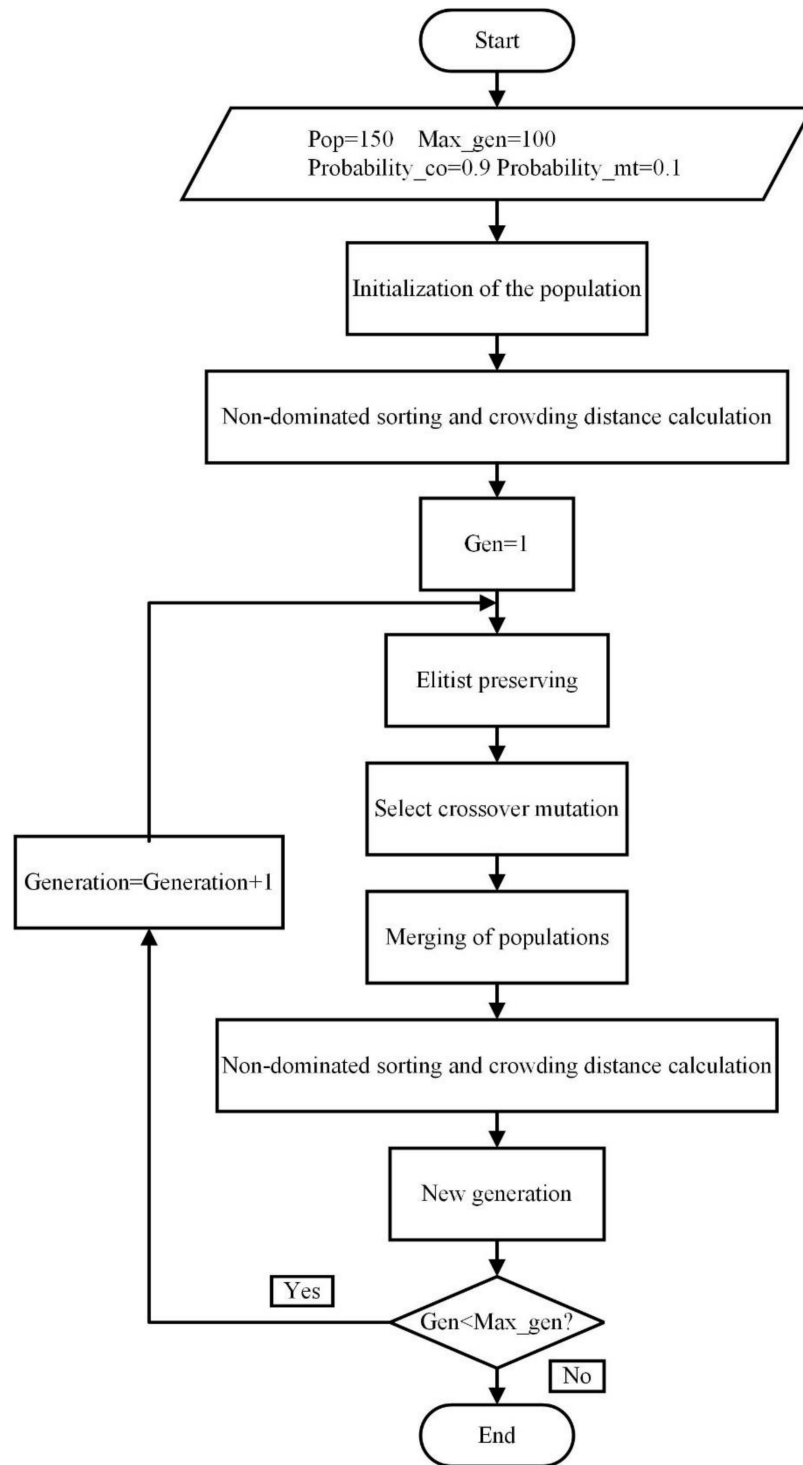 Start
Pop=150 Max_gen=100
Probability_co=0.9 Probability_mt=0.1
Initialization of the population
Non-dominated sorting and crowding distance calculation
Gen=1
Elitist preserving
Select crossover mutation
Generation=Generation+1
Merging of populations
Non-dominated sorting and crowding distance calculation
New generation
Yes
Gen<Max_gen?
No
End